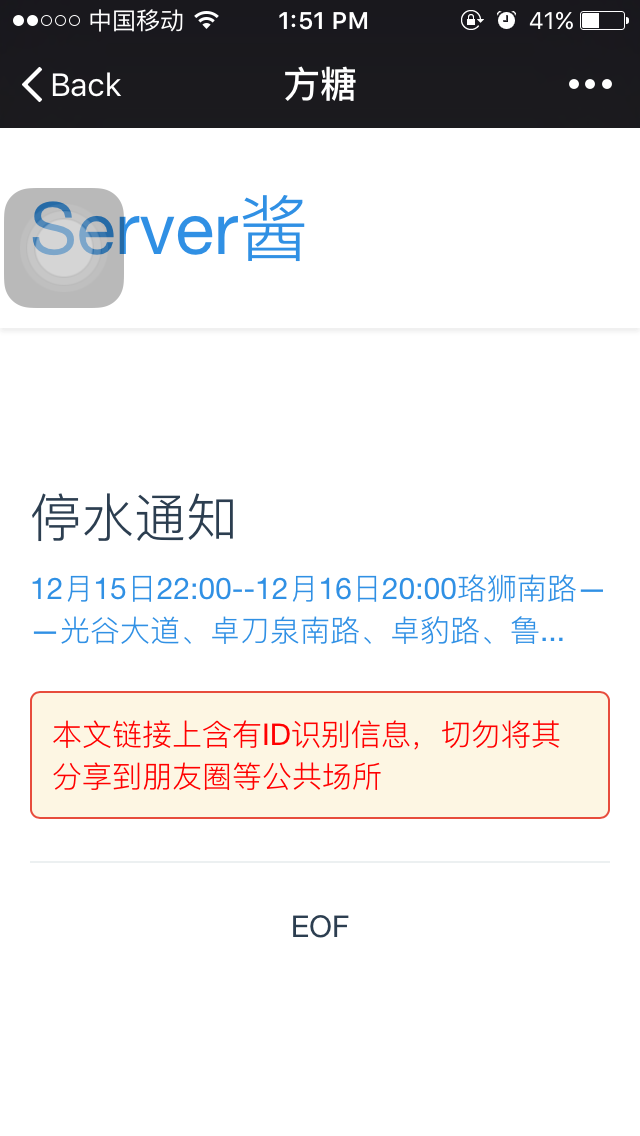 中国移动 1:51 PM 41%
Back 方糖
Server酱
停水通知
12月15日22:00--12月16日20:00珞狮南路—
—光谷大道、卓刀泉南路、卓豹路、鲁...
本文链接上含有ID识别信息，切勿将其
分享到朋友圈等公共场所
EOF